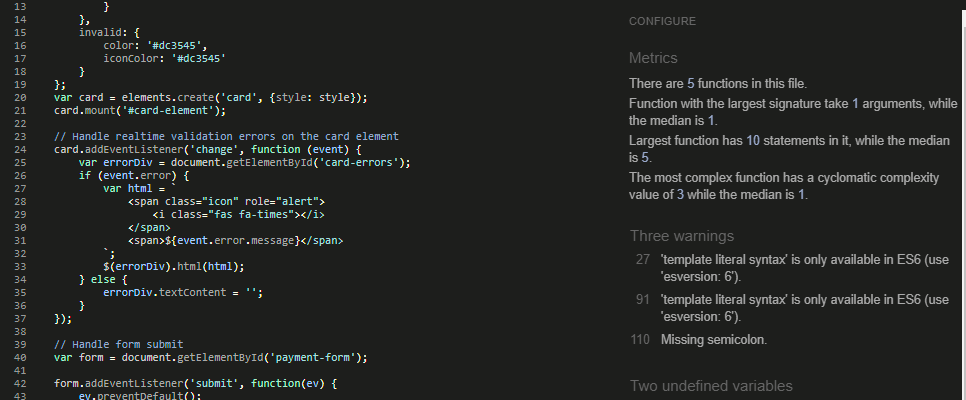 13            }
14        },
15        invalid: {
16            color: '#dc3545',
17            iconColor: '#dc3545'
18        }
19    };
20    var card = elements.create('card', {style: style});
21    card.mount('#card-element');
22
23    // Handle realtime validation errors on the card element
24    card.addEventListener('change', function (event) {
25        var errorDiv = document.getElementById('card-errors');
26        if (event.error) {
27            var html = `
28                <span class="icon" role="alert">
29                    <i class="fas fa-times"></i>
30                </span>
31                <span>${event.error.message}</span>
32            `;
33            $(errorDiv).html(html);
34        } else {
35            errorDiv.textContent = '';
36        }
37    });
38
39    // Handle form submit
40    var form = document.getElementById('payment-form');
41
42    form.addEventListener('submit', function(ev) {
43        ev.preventDefault();
CONFIGURE
Metrics
There are 5 functions in this file.
Function with the largest signature take 1 arguments, while
the median is 1.
Largest function has 10 statements in it, while the median
is 5.
The most complex function has a cyclomatic complexity
value of 3 while the median is 1.
Three warnings
27 'template literal syntax' is only available in ES6 (use
'esversion: 6').
91 'template literal syntax' is only available in ES6 (use
'esversion: 6').
110 Missing semicolon.
Two undefined variables